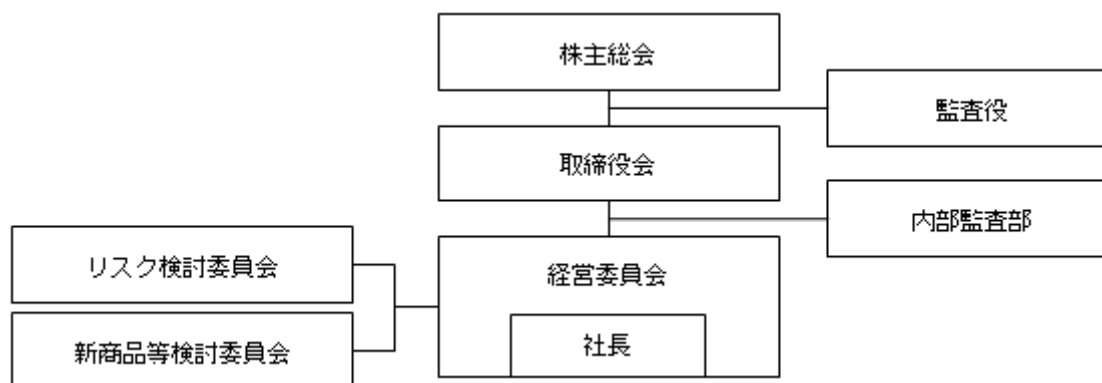 株主総会
監査役
取締役会
内部監査部
リスク検討委員会
経営委員会
社長
新商品等検討委員会